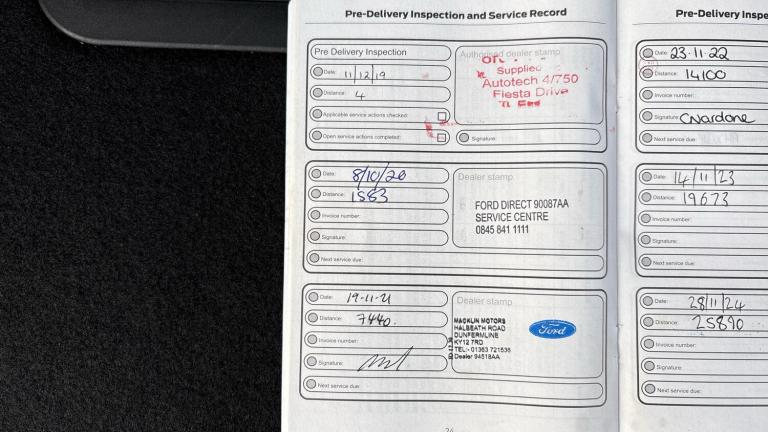 Pre-Delivery Inspection and Service Record
Pre Delivery Inspection
Date: 11/12/19
Distance: 4
Applicable service actions checked:
Open service actions completed:
Authorised dealer stamp
Supplied
Autotech 4/750
Fiesta Drive
Signature:
Date: 8/10/20
Distance: 1553
Invoice number:
Signature:
Next service due:
Dealer stamp
FORD DIRECT 90087AA
SERVICE CENTRE
0845 841 1111
Date: 19-11-21
Distance: 7440.
Invoice number:
Signature:
Next service due:
Dealer stamp
MACKLIN MOTORS
HALBEATH ROAD
DUNFERMLINE
KY12 7RD
TEL:- 01383 721536
Dealer 94518AA
Ford
Pre-Delivery Inspe
Date: 23·11·22
Distance: 14100
Invoice number:
Signature: CNardone
Next service due:
Date: 14/11/23
Distance: 19673
Invoice number:
Signature:
Next service due:
Date: 28/11/24
Distance: 25890
Invoice number:
Signature:
Next service due: